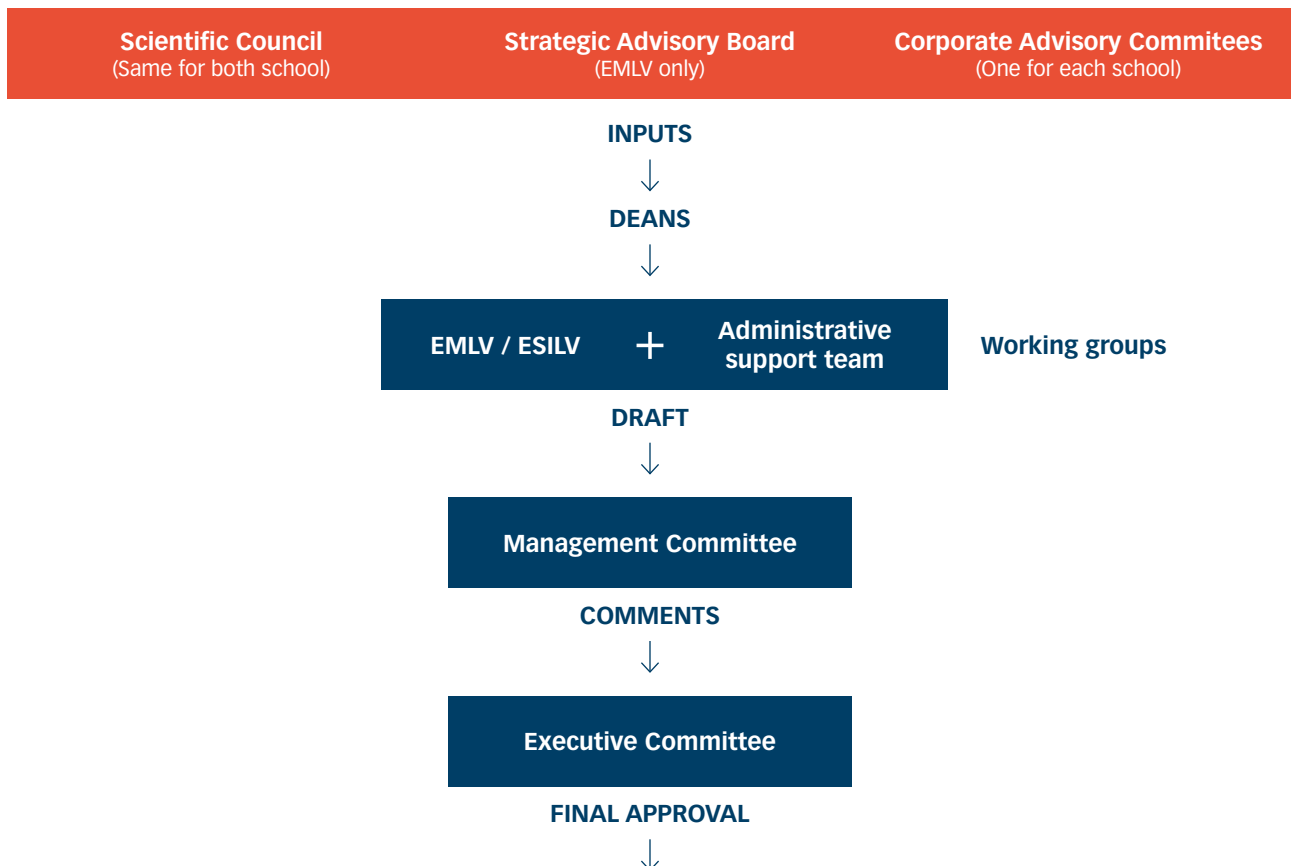 Scientific Council
(Same for both school)
Strategic Advisory Board
(EMLV only)
Corporate Advisory Commitees
(One for each school)
INPUTS
DEANS
EMLV / ESILV
+
Administrative
support team
Working groups
DRAFT
Management Committee
COMMENTS
Executive Committee
FINAL APPROVAL